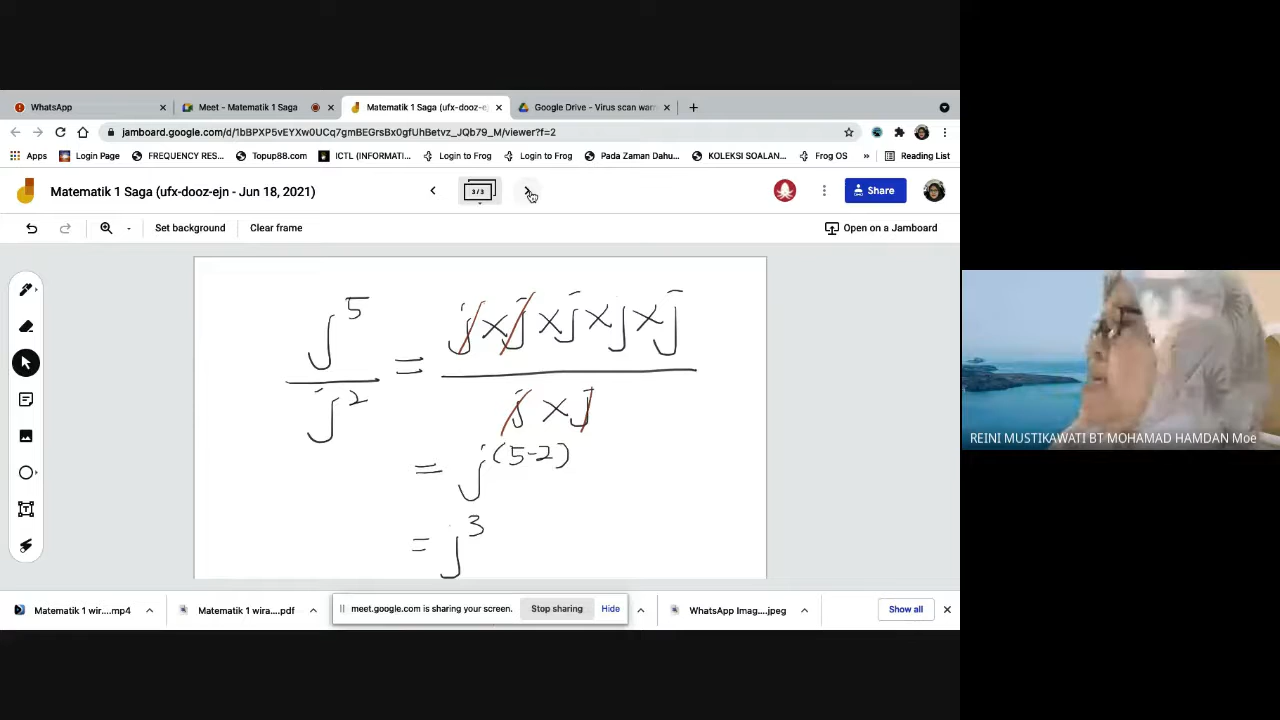 WhatsApp
Meet - Matematik 1 Saga
Matematik 1 Saga (ufx-dooz-e
Google Drive - Virus scan warn
jamboard.google.com/d/1bBPXP5vEYXw0UCq7gmBEGrsBx0gfUhBetvz_JQb79_M/viewer?f=2
Apps Login Page FREQUENCY RES... Topup88.com ICTL (INFORMATI... Login to Frog Login to Frog Pada Zaman Dahu... KOLEKSI SOALAN... Frog OS » Reading List
Matematik 1 Saga (ufx-dooz-ejn - Jun 18, 2021) 3 / 3 Share
Set background Clear frame Open on a Jamboard
j^5 / j^2 = j x j x j x j x j / j x j
= j^(5-2)
= j^3
REINI MUSTIKAWATI BT MOHAMAD HAMDAN Moe
Matematik 1 wir....mp4 Matematik 1 wira....pdf meet.google.com is sharing your screen. Stop sharing Hide WhatsApp Imag....jpeg Show all